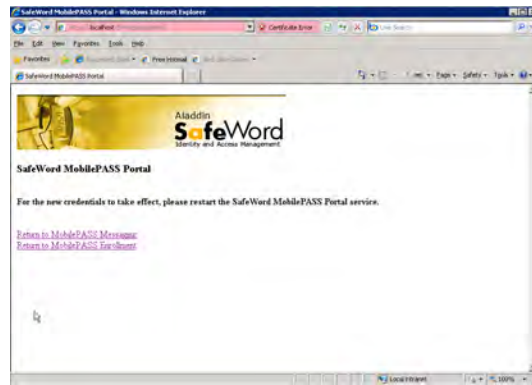 SafeWord MobilePASS Portal - Windows Internet Explorer
localhost
Certificate Error
Live Search
File Edit View Favorites Tools Help
Favorites
Free Hotmail
SafeWord MobilePASS Portal
Page Safety Tools
Aladdin
SafeWord
Identity and Access Management
SafeWord MobilePASS Portal
For the new credentials to take effect, please restart the SafeWord MobilePASS Portal service.
Return to MobilePASS Messaging
Return to MobilePASS Enrollment
Local intranet
100%